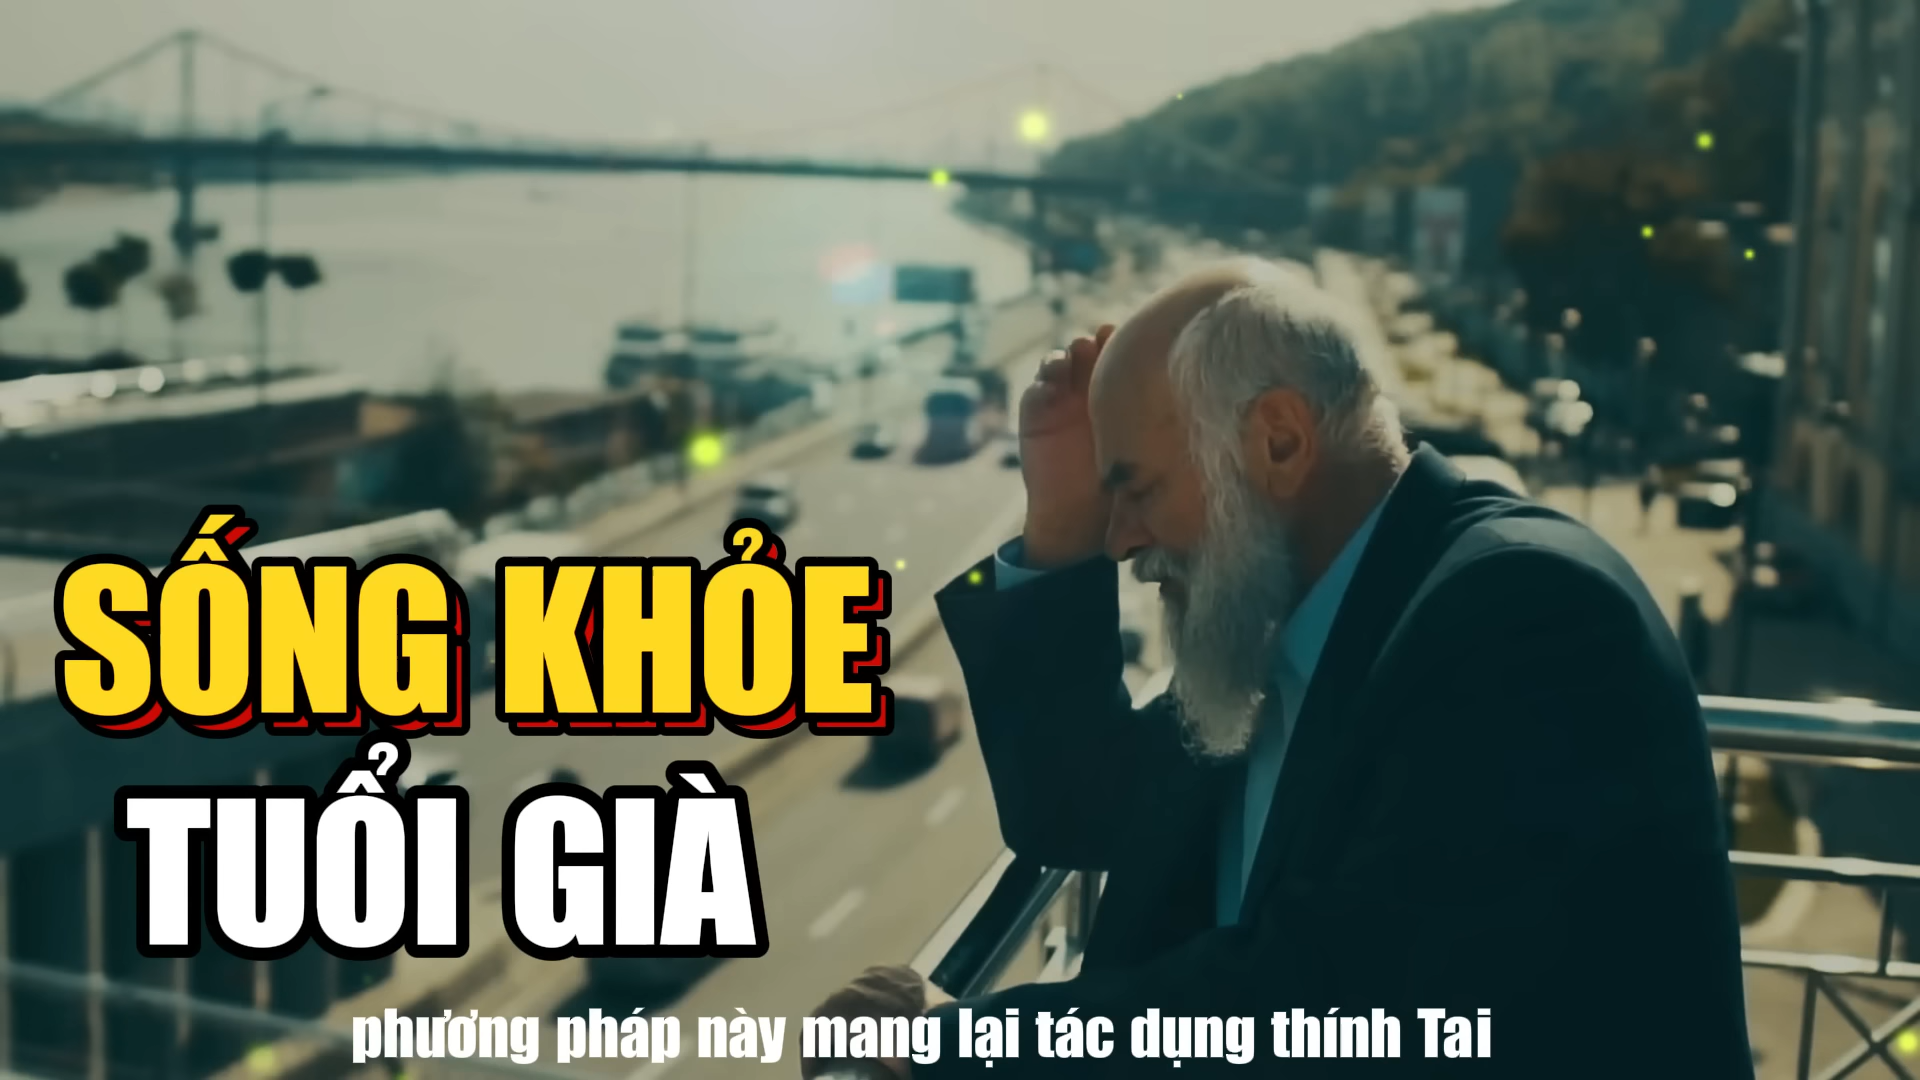 SỐNG KHỎE
TUỔI GIÀ
phương pháp này mang lại tác dụng thính Tai